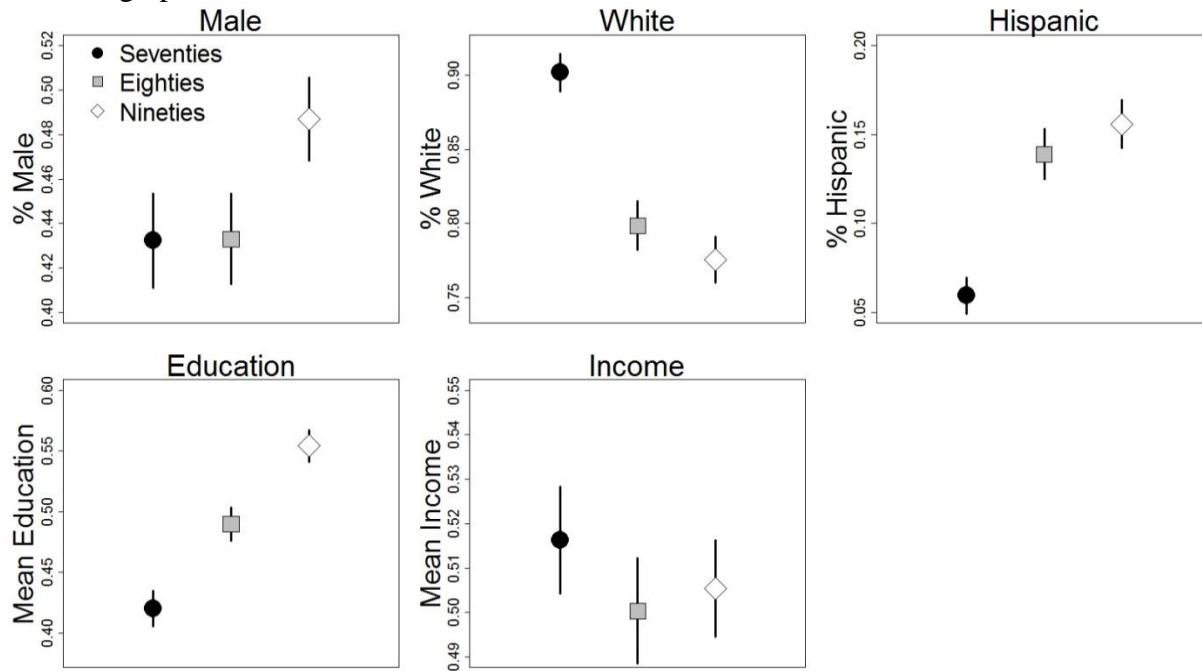 Male
% Male
0.40 0.42 0.44 0.46 0.48 0.50 0.52
Seventies
Eighties
Nineties
White
% White
0.75 0.80 0.85 0.90
Hispanic
% Hispanic
0.05 0.10 0.15 0.20
Education
Mean Education
0.40 0.45 0.50 0.55 0.60
Income
Mean Income
0.49 0.50 0.51 0.52 0.53 0.54 0.55